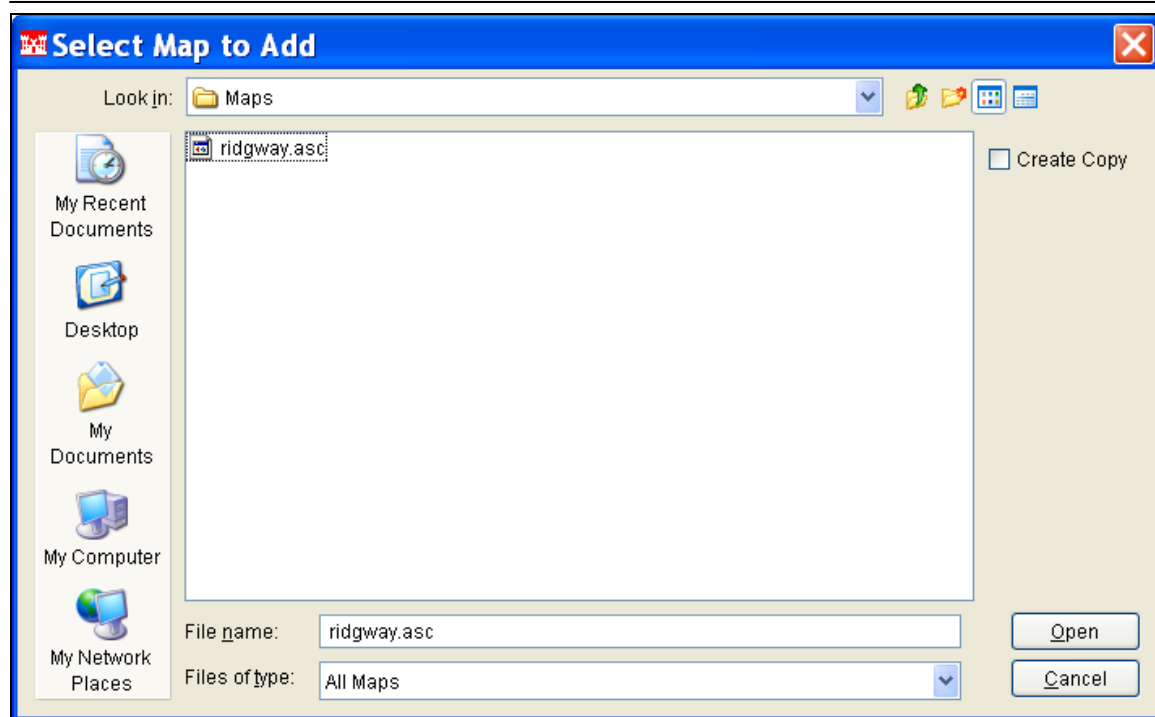 Select Map to Add
Look in:
Maps
ridgway.asc
Create Copy
My Recent
Documents
Desktop
My
Documents
My Computer
My Network
Places
File name:
ridgway.asc
Open
Files of type:
All Maps
Cancel